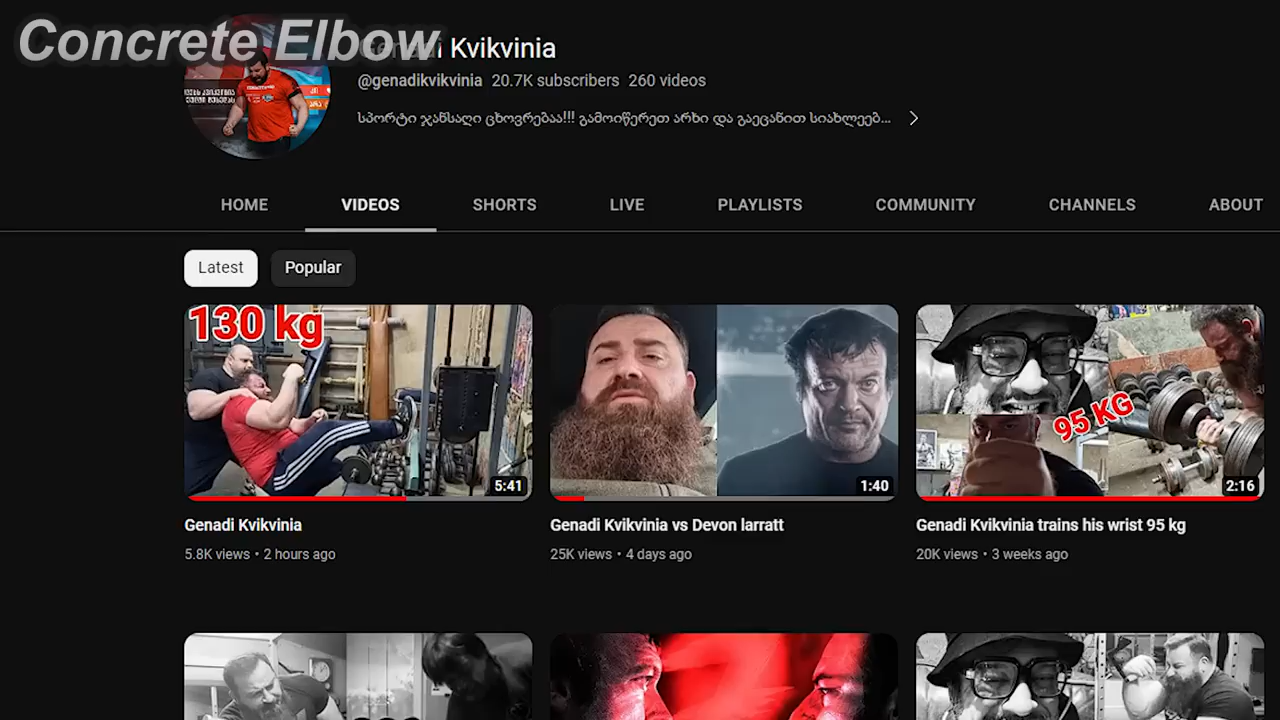 Concrete Elbow
Kvikvinia
@genadikvikvinia 20.7K subscribers 260 videos
სპორტი ჯანსაღი ცხოვრებაა!!! გამოიწერეთ არხი და გაეცანით სიახლეებ...
HOME VIDEOS SHORTS LIVE PLAYLISTS COMMUNITY CHANNELS ABOUT
Latest Popular
130 kg
95 KG
5:41 1:40 2:16
Genadi Kvikvinia Genadi Kvikvinia vs Devon larratt Genadi Kvikvinia trains his wrist 95 kg
5.8K views • 2 hours ago 25K views • 4 days ago 20K views • 3 weeks ago